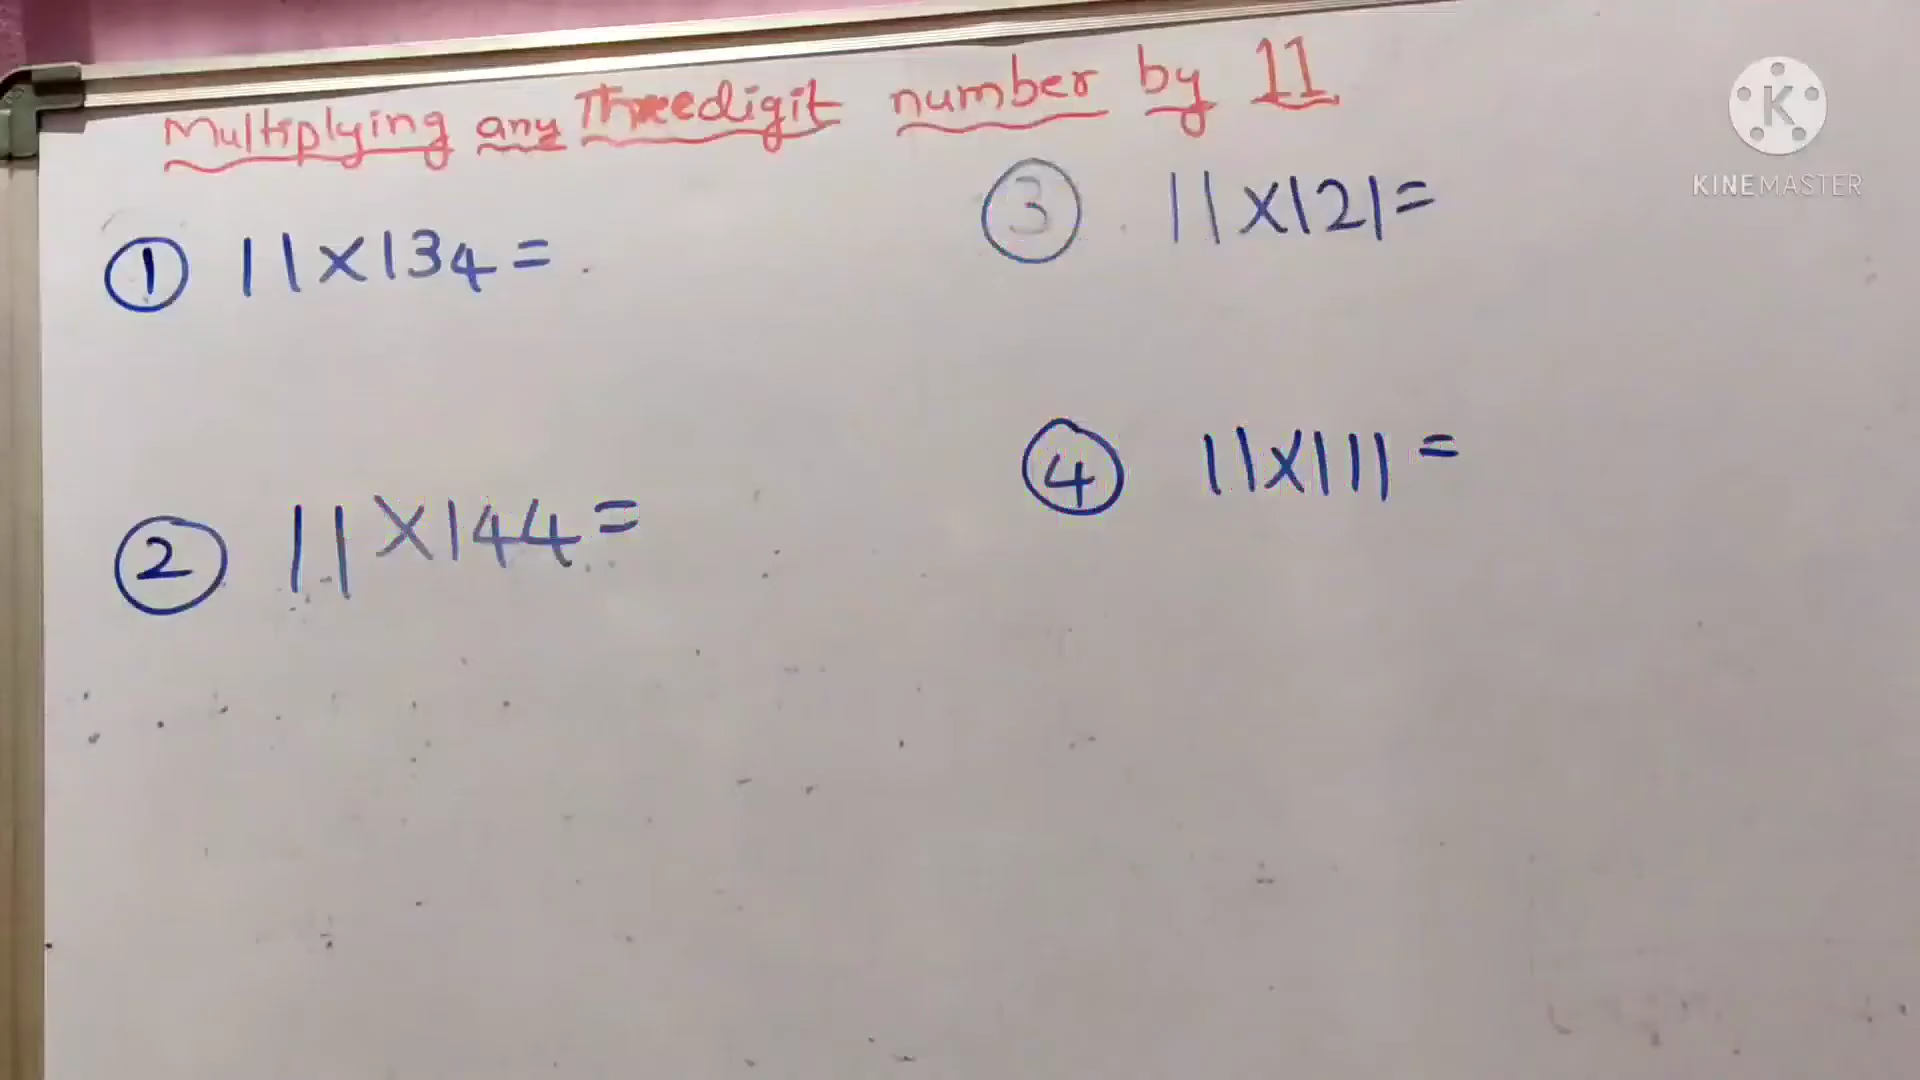 Multiplying any Threedigit number by 11
① 11×134=
② 11×144=
③ 11×121=
④ 11×111=
K
KINEMASTER